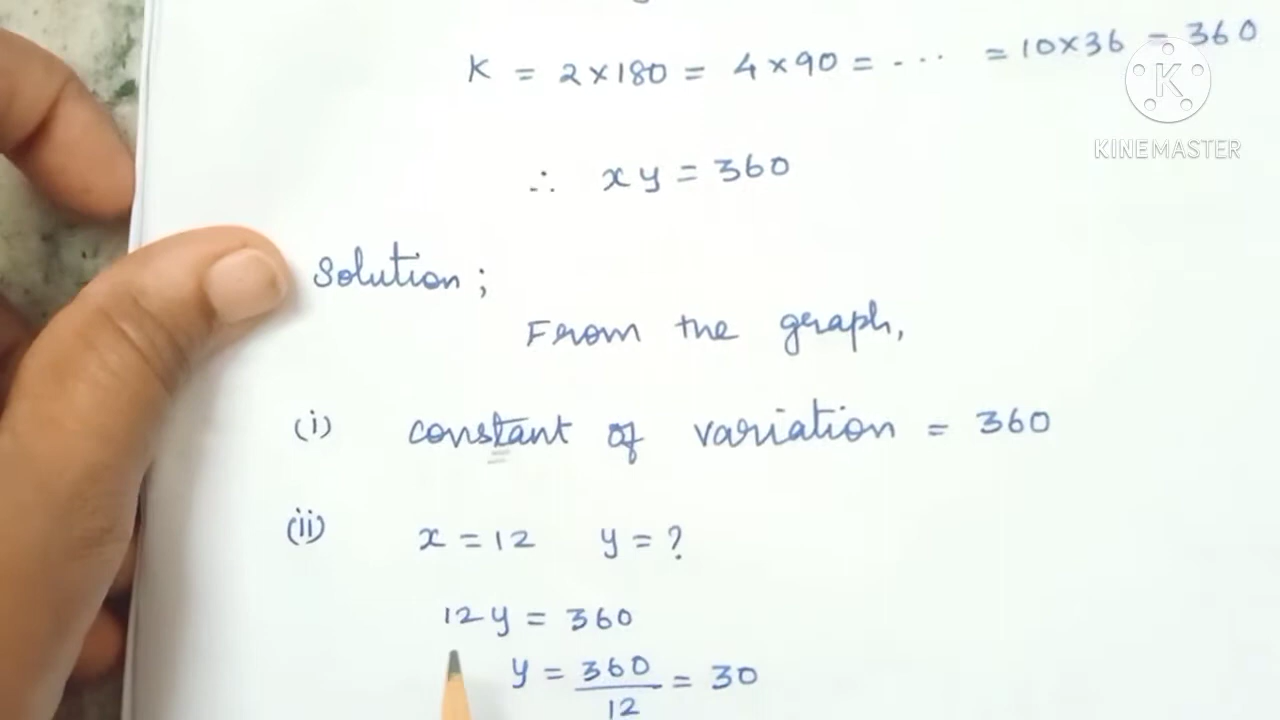 K = 2 x 180 = 4 x 90 = - - - = 10 x 36 = 360
K
KINEMASTER
∴ xy = 360
Solution ;
From the graph,
(i) constant of variation = 360
(ii) x = 12 y = ?
12 y = 360
y = 360/12 = 30